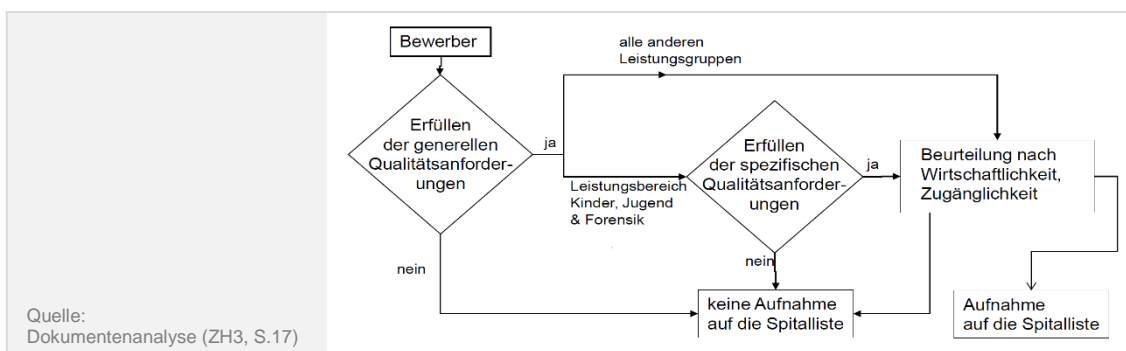 Bewerber
alle anderen
Leistungsgruppen
Erfüllen
der generellen
Qualitätsanforder-
ungen
ja
Leistungsbereich
Kinder, Jugend
& Forensik
Erfüllen
der spezifischen
Qualitätsanforder-
ungen
ja
Beurteilung nach
Wirtschaftlichkeit,
Zugänglichkeit
nein
nein
keine Aufnahme
auf die Spitalliste
Aufnahme
auf die Spitalliste
Quelle:
Dokumentenanalyse (ZH3, S.17)